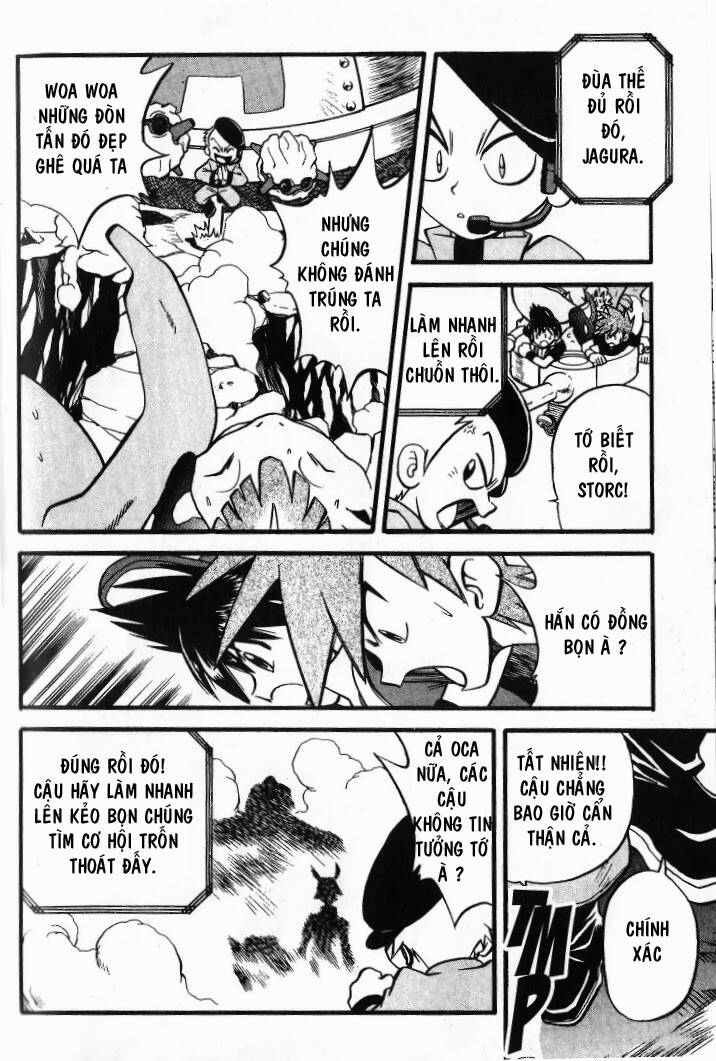 WOA WOA
NHỮNG ĐÒN
TẤN ĐÓ ĐẸP
GHÊ QUÁ TA
NHƯNG
CHÚNG
KHÔNG ĐÁNH
TRÚNG TA
RỒI.
ĐÙA THẾ
ĐỦ RỒI
ĐÓ,
JAGURA.
LÀM NHANH
LÊN RỒI
CHUỒN THÔI.
TỚ BIẾT
RỒI,
STORC!
HẮN CÓ ĐỒNG
BỌN À ?
ĐÚNG RỒI ĐÓ!
CẬU HÃY LÀM NHANH
LÊN KẺO BỌN CHÚNG
TÌM CƠ HỘI TRỐN
THOÁT ĐẤY.
CẢ OCA
NỮA, CÁC
CẬU
KHÔNG TIN
TƯỞNG TỚ
À ?
TẤT NHIÊN!!
CẬU CHẲNG
BAO GIỜ CẨN
THẬN CẢ.
CHÍNH
XÁC
TMP